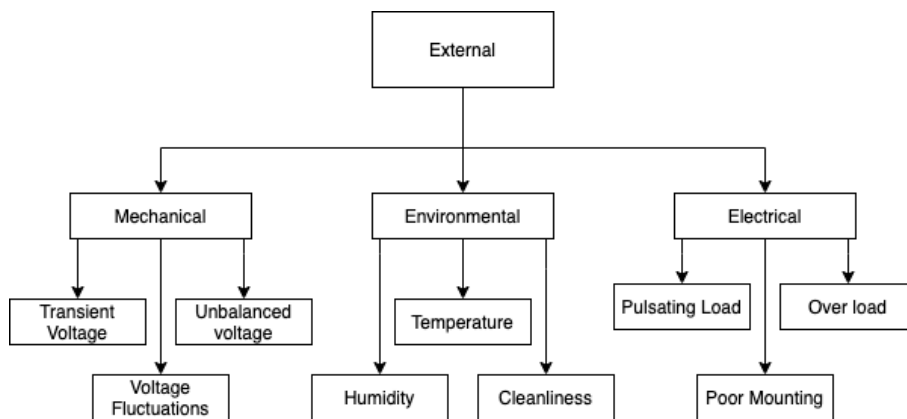 External
Mechanical
Environmental
Electrical
Transient
Voltage
Unbalanced
voltage
Temperature
Pulsating Load
Over load
Voltage
Fluctuations
Humidity
Cleanliness
Poor Mounting